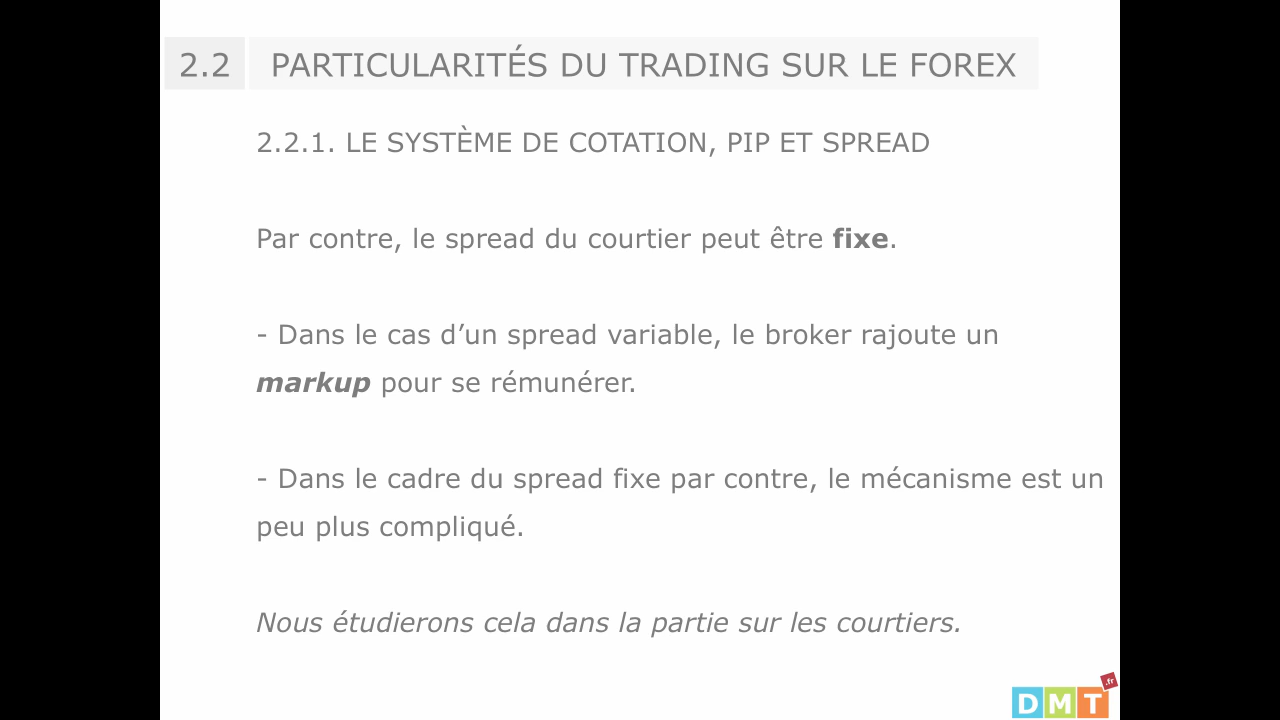 2.2 PARTICULARITÉS DU TRADING SUR LE FOREX
2.2.1. LE SYSTÈME DE COTATION, PIP ET SPREAD
Par contre, le spread du courtier peut être fixe.
- Dans le cas d’un spread variable, le broker rajoute un
markup pour se rémunérer.
- Dans le cadre du spread fixe par contre, le mécanisme est un
peu plus compliqué.
Nous étudierons cela dans la partie sur les courtiers.
.fr
DMT